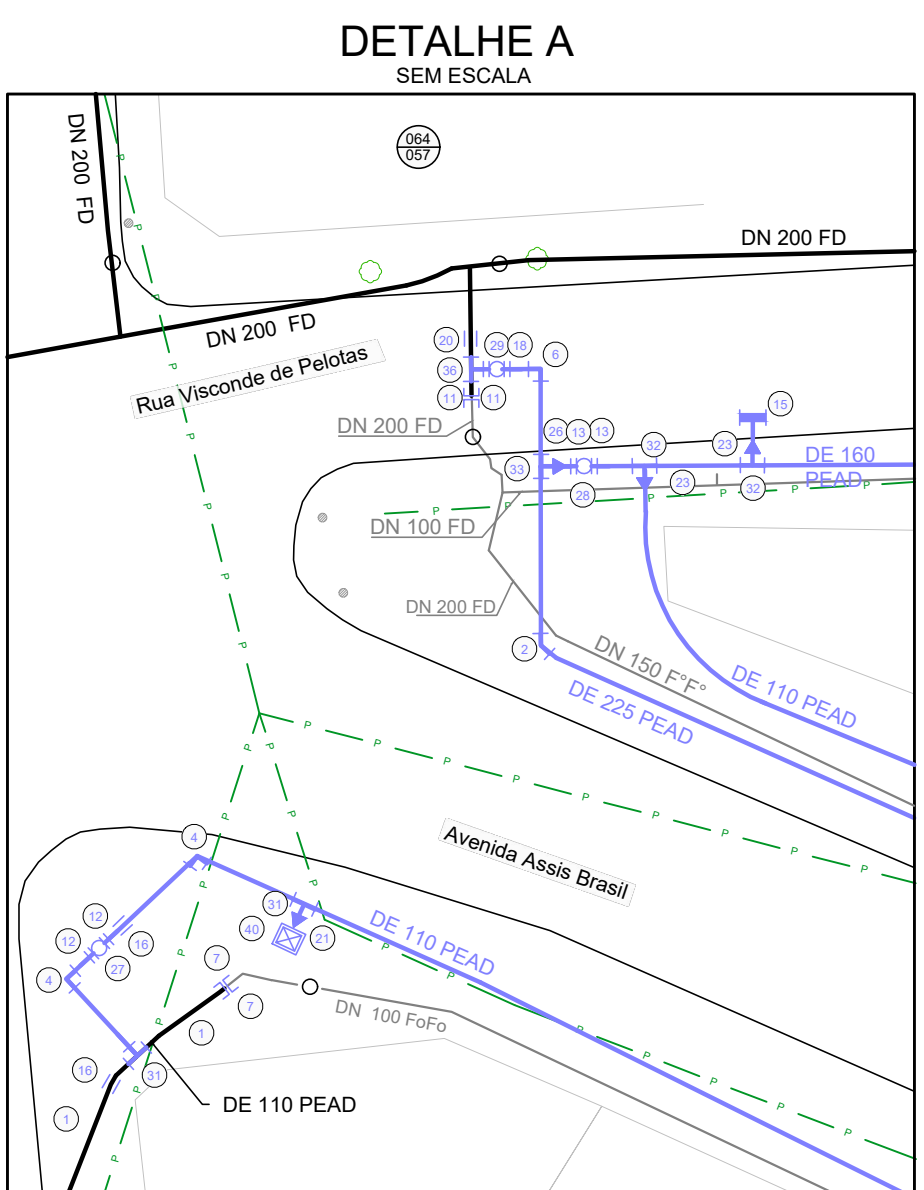 DETALHE A
SEM ESCALA
DN 200 FD
064
057
P
DN 200 FD
DN 200 FD
P
Rua Visconde de Pelotas
20
29
18
6
36
11
11
15
DN 200 FD
26
13
13
32
23
DE 160
PEAD
33
28
23
32
P
P
P
P
P
P
DN 100 FD
P
DN 200 FD
P
P
2
DN 150 F°F°
DE 110 PEAD
DE 225 PEAD
P
P
P
P
P
P
P
P
P
P
P
P
Avenida Assis Brasil
4
P
P
31
12
16
40
21
DE 110 PEAD
12
27
4
7
P
7
P
P
P
DN 100 FoFo
1
P
16
31
P
P
DE 110 PEAD
1
P
P
P